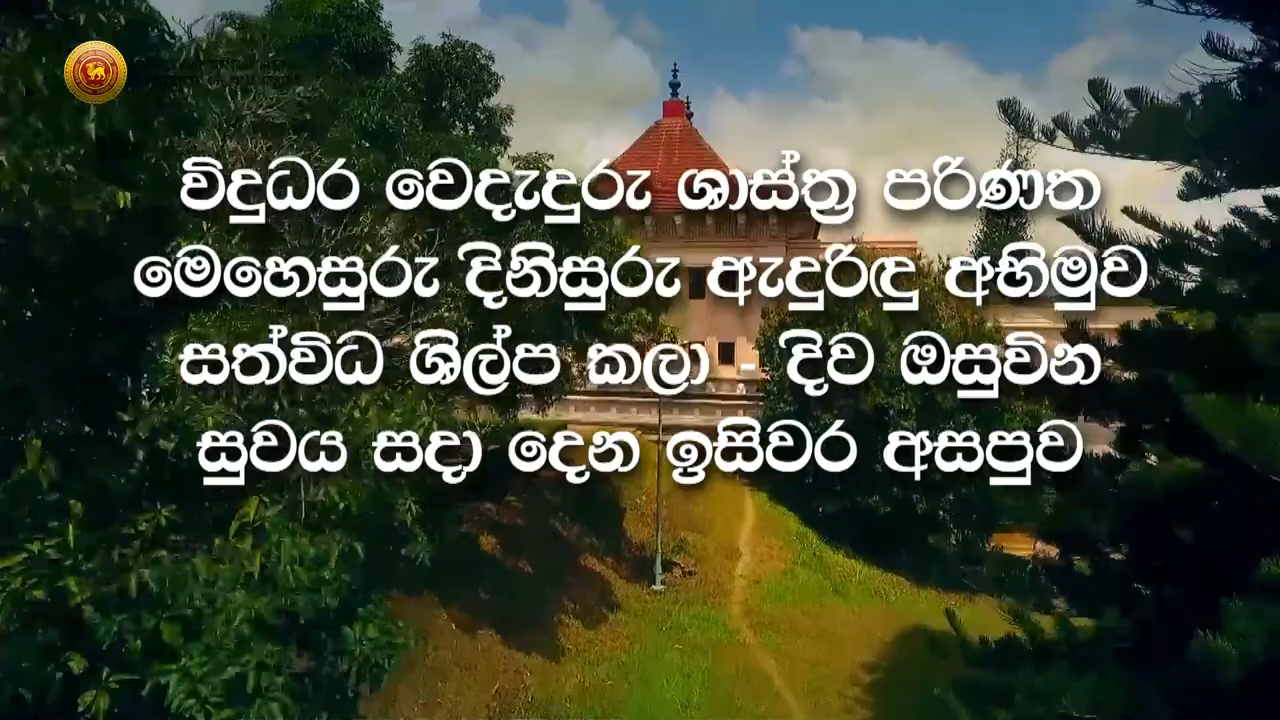 විදුධර වෙදැදුරු ශාස්ත්‍ර පරිණත
මෙහෙසුරු දිනිසුරු ඇදුරිඳු අභිමුව
සත්විධ ශිල්ප කලා - දිව ඔසුවින
සුවය සදා දෙන ඉසිවර අසපුව